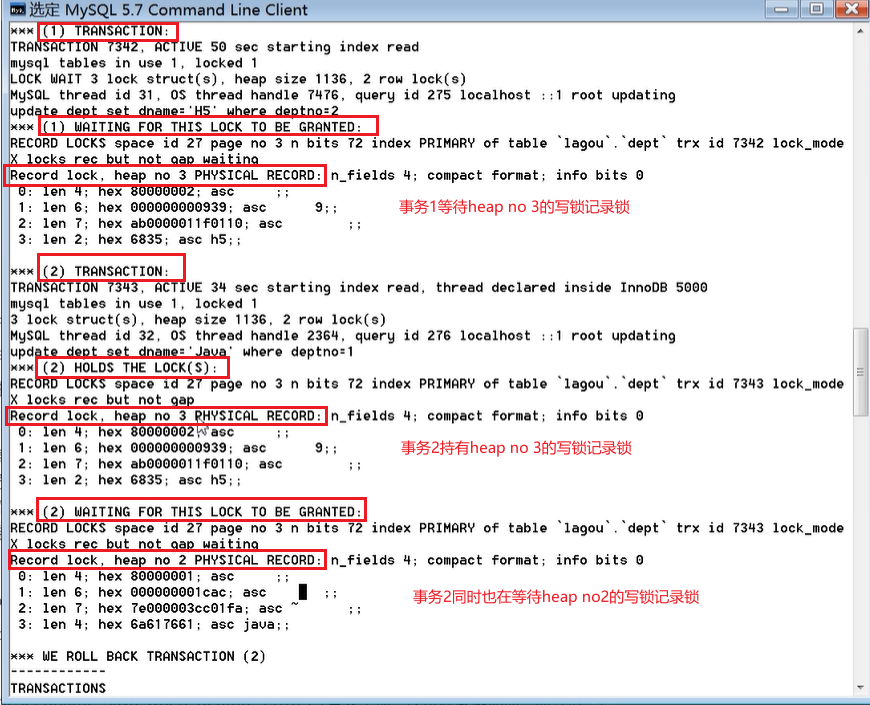 选定 MySQL 5.7 Command Line Client
*** (1) TRANSACTION:
TRANSACTION 7342, ACTIVE 50 sec starting index read
mysql tables in use 1, locked 1
LOCK WAIT 3 lock struct(s), heap size 1136, 2 row lock(s)
MySQL thread id 31, OS thread handle 7476, query id 275 localhost ::1 root updating
update dept set dname='H5' where deptno=2
*** (1) WAITING FOR THIS LOCK TO BE GRANTED:
RECORD LOCKS space id 27 page no 3 n bits 72 index PRIMARY of table `lagou`.`dept` trx id 7342 lock_mode
X locks rec but not gap waiting
Record lock, heap no 3 PHYSICAL RECORD: n_fields 4; compact format; info bits 0
0: len 4; hex 80000002; asc     ;;
1: len 6; hex 000000000939; asc      9;;
事务1等待heap no 3的写锁记录锁
2: len 7; hex ab0000011f0110; asc        ;;
3: len 2; hex 6835; asc h5;;
*** (2) TRANSACTION:
TRANSACTION 7343, ACTIVE 34 sec starting index read, thread declared inside InnoDB 5000
mysql tables in use 1, locked 1
3 lock struct(s), heap size 1136, 2 row lock(s)
MySQL thread id 32, OS thread handle 2364, query id 276 localhost ::1 root updating
update dept set dname='Java' where deptno=1
*** (2) HOLDS THE LOCK(S):
RECORD LOCKS space id 27 page no 3 n bits 72 index PRIMARY of table `lagou`.`dept` trx id 7343 lock_mode
X locks rec but not gap
Record lock, heap no 3 PHYSICAL RECORD: n_fields 4; compact format; info bits 0
0: len 4; hex 80000002; asc     ;;
1: len 6; hex 000000000939; asc      9;;
事务2持有heap no 3的写锁记录锁
2: len 7; hex ab0000011f0110; asc        ;;
3: len 2; hex 6835; asc h5;;
*** (2) WAITING FOR THIS LOCK TO BE GRANTED:
RECORD LOCKS space id 27 page no 3 n bits 72 index PRIMARY of table `lagou`.`dept` trx id 7343 lock_mode
X locks rec but not gap waiting
Record lock, heap no 2 PHYSICAL RECORD: n_fields 4; compact format; info bits 0
0: len 4; hex 80000001; asc     ;;
1: len 6; hex 000000001cac; asc       ;;
事务2同时也在等待heap no2的写锁记录锁
2: len 7; hex 7e000003cc01fa; asc ~      ;;
3: len 4; hex 6a617661; asc java;;
*** WE ROLL BACK TRANSACTION (2)
------------
TRANSACTIONS